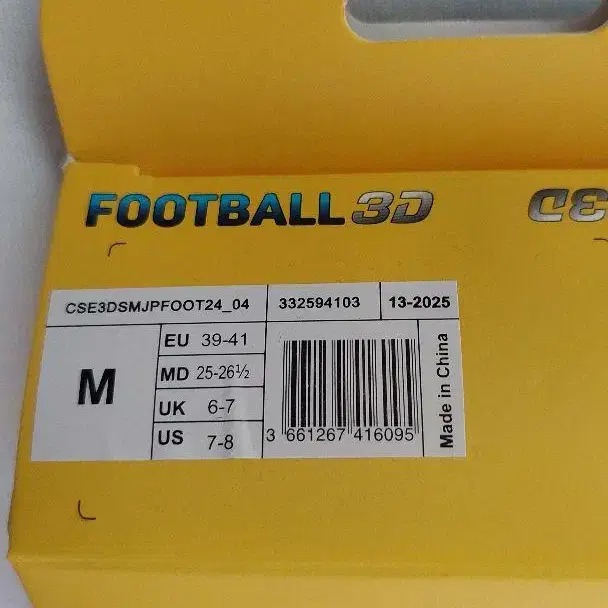 FOOTBALL 3D
3D
CSE3DSMJPFOOT24_04 332594103 13-2025
M
EU 39-41
MD 25-26½
UK 6-7
US 7-8
3 661267 416095
Made in China